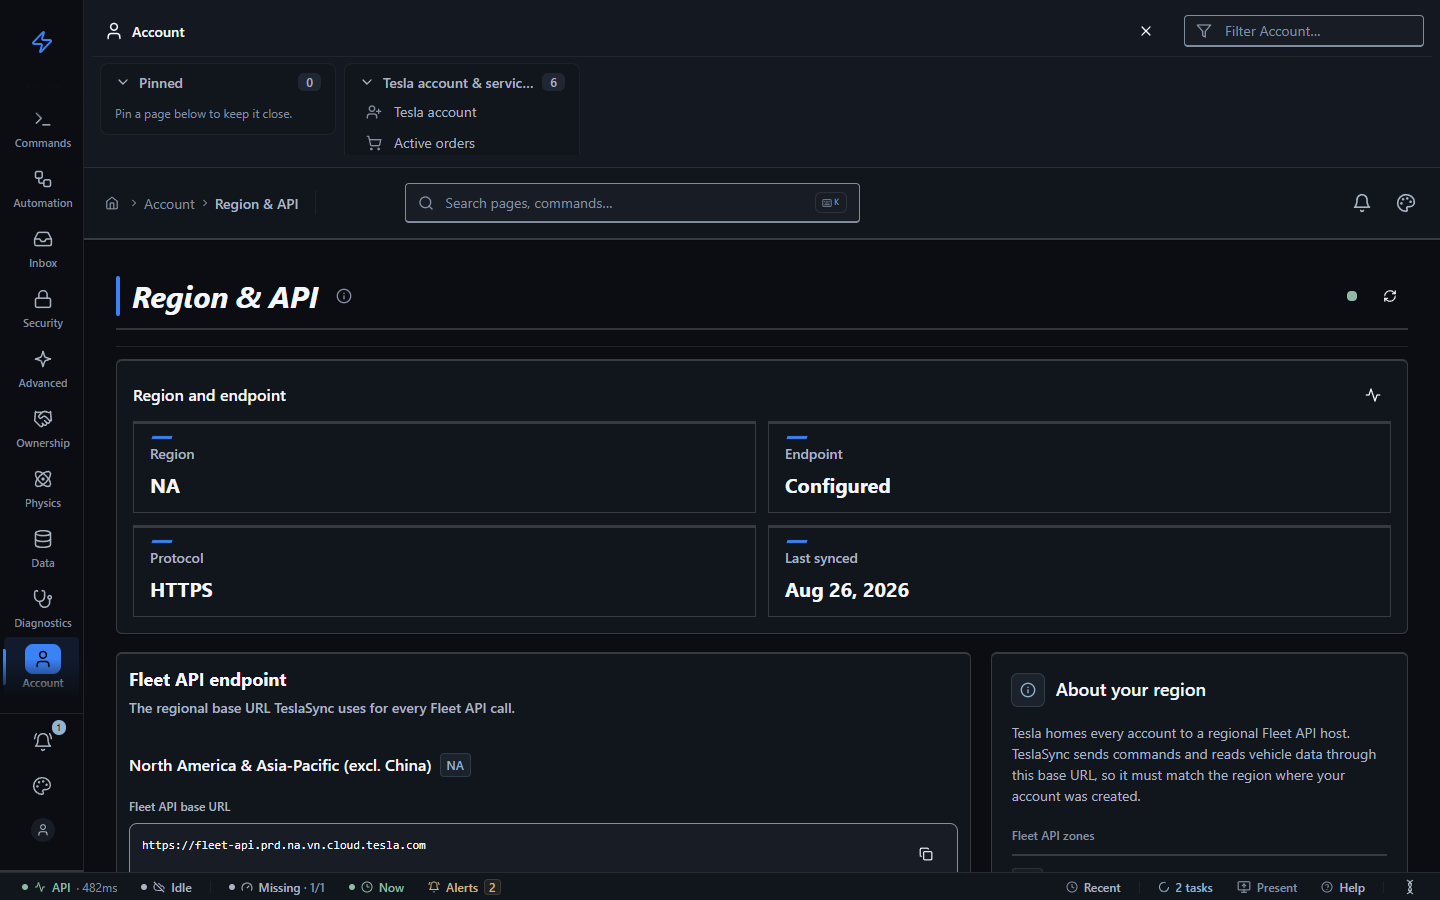 Account
Filter Account...
Pinned
0
Pin a page below to keep it close.
Tesla account & servic...
6
Tesla account
Active orders
Commands
Automation
Inbox
Security
Advanced
Ownership
Physics
Data
Diagnostics
Account
1
Account
Region & API
Search pages, commands...
K
Region & API
Region and endpoint
Region
NA
Endpoint
Configured
Protocol
HTTPS
Last synced
Aug 26, 2026
Fleet API endpoint
The regional base URL TeslaSync uses for every Fleet API call.
North America & Asia-Pacific (excl. China)
NA
Fleet API base URL
https://fleet-api.prd.na.vn.cloud.tesla.com
About your region
Tesla homes every account to a regional Fleet API host.
TeslaSync sends commands and reads vehicle data through
this base URL, so it must match the region where your
account was created.
Fleet API zones
API · 482ms
Idle
Missing · 1/1
Now
Alerts 2
Recent
2 tasks
Present
Help